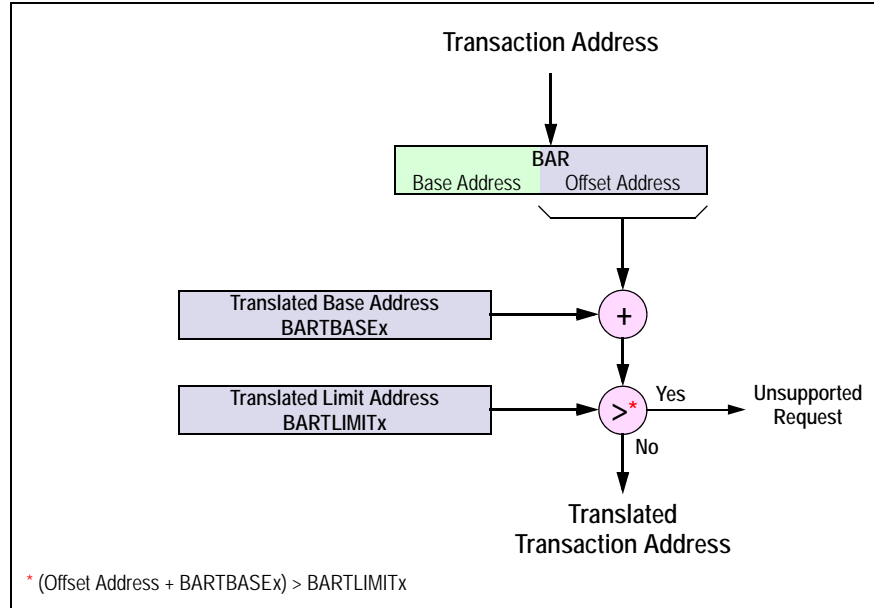 Transaction Address
BAR
Base Address
Offset Address
Translated Base Address
BARTBASEx
+
Translated Limit Address
BARTLIMITx
>*
Yes
Unsupported
Request
No
Translated
Transaction Address
* (Offset Address + BARTBASEx) > BARTLIMITx